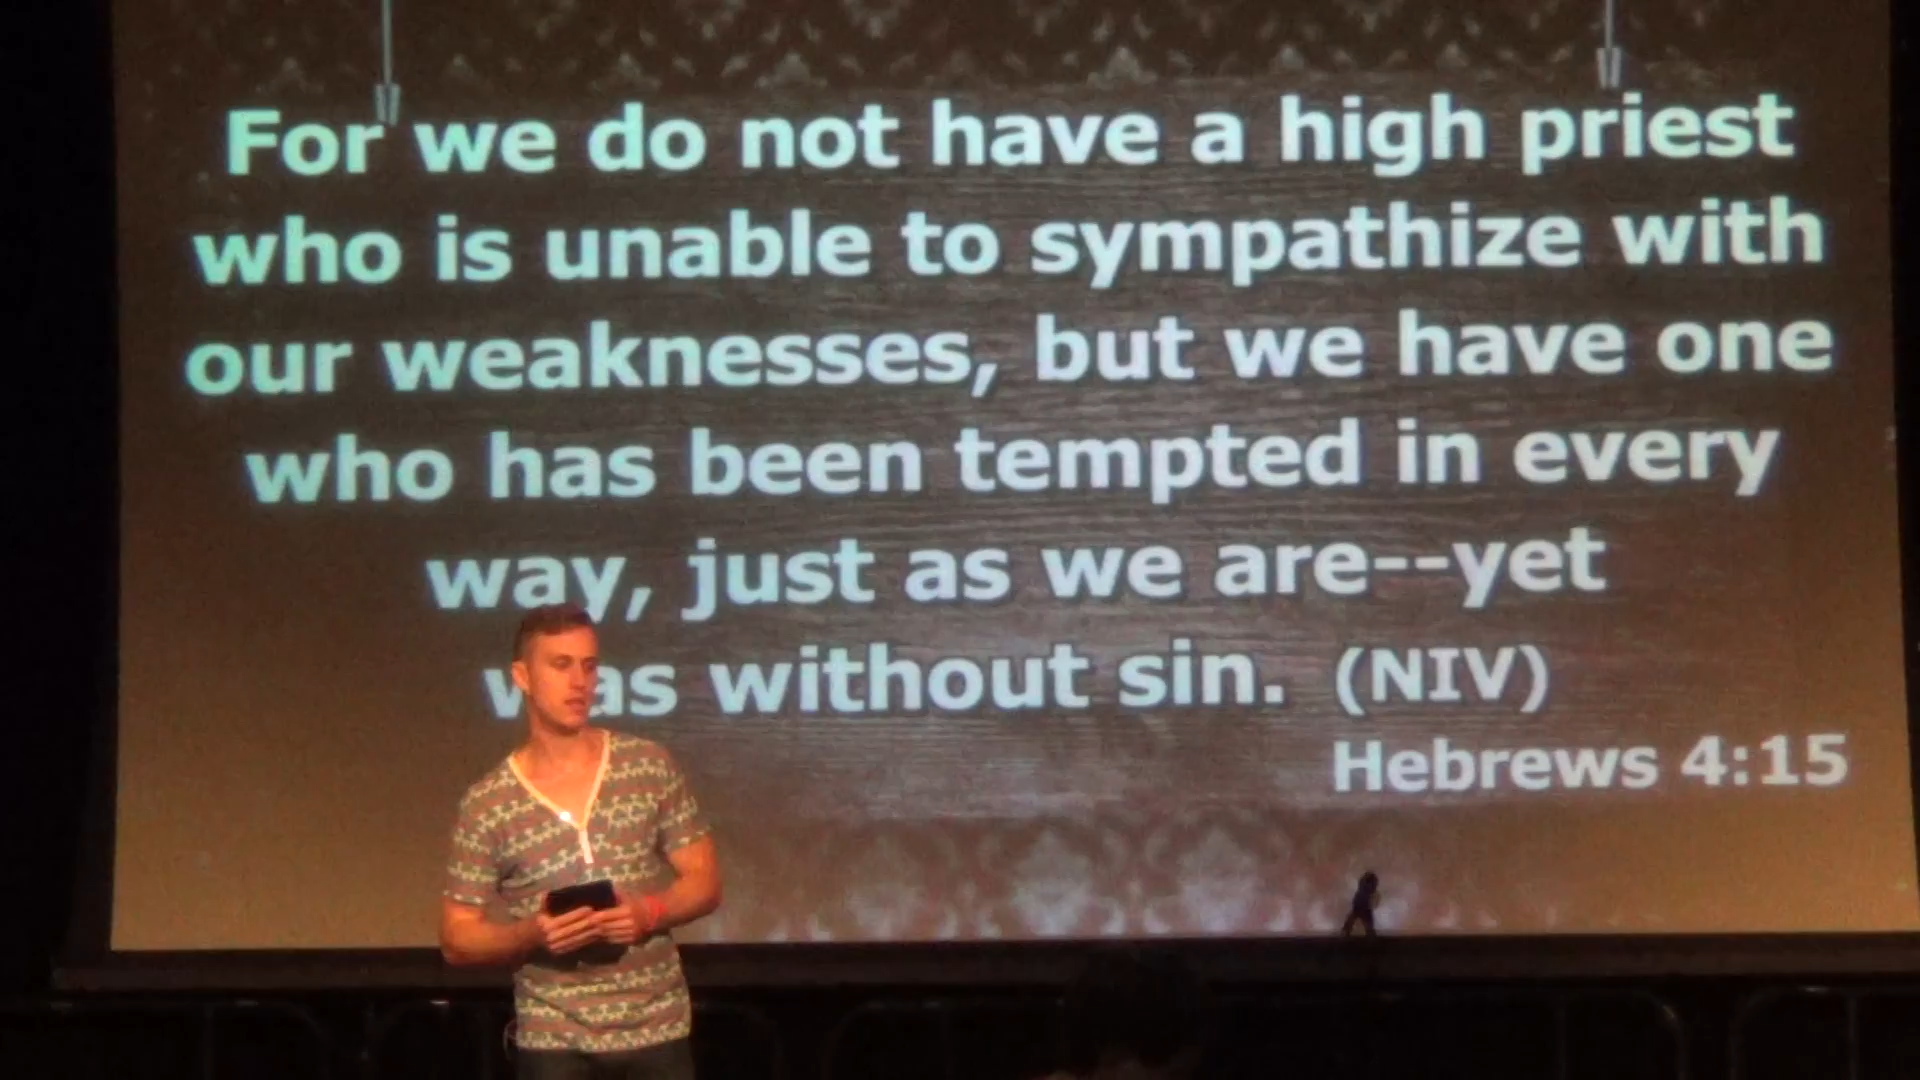 For we do not have a high priest
who is unable to sympathize with
our weaknesses, but we have one
who has been tempted in every
way, just as we are--yet
was without sin. (NIV)
Hebrews 4:15